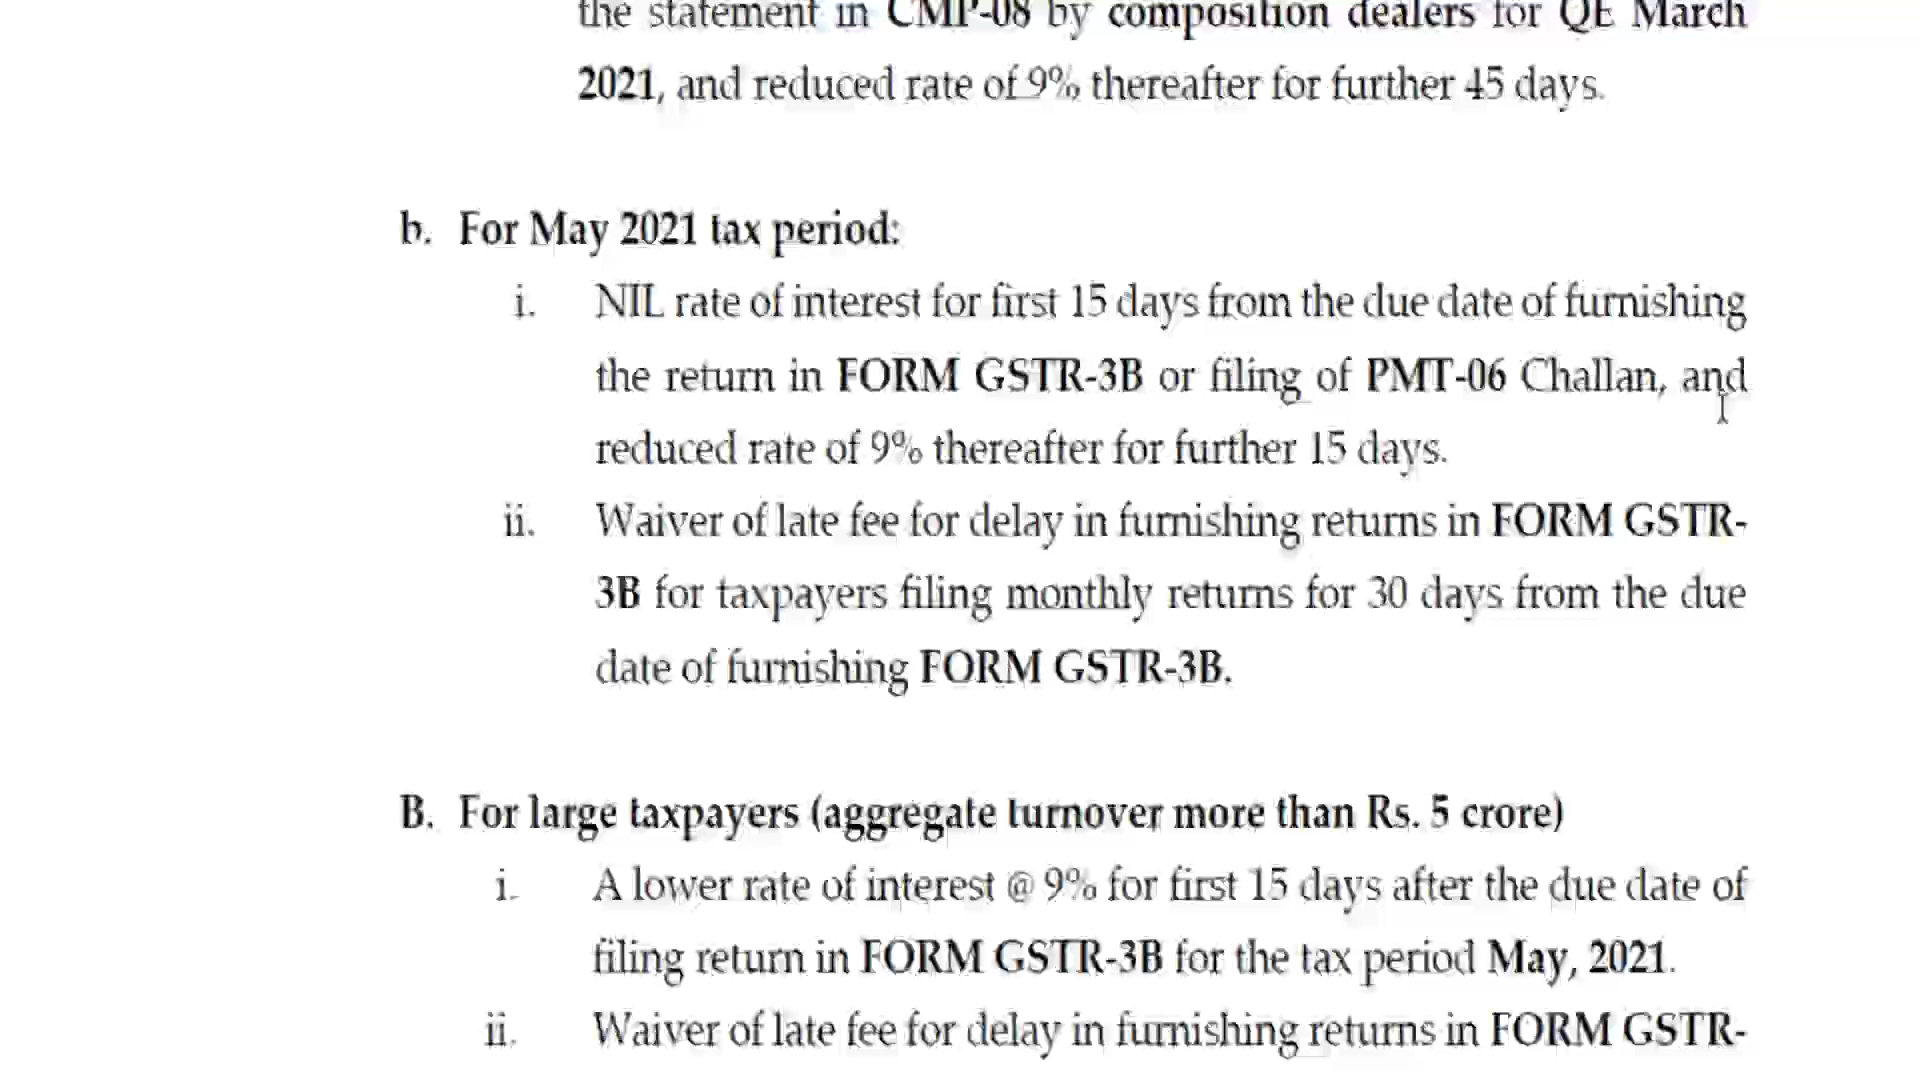 the statement in CMP-08 by composition dealers for QE March
2021, and reduced rate of 9% thereafter for further 45 days.
b. For May 2021 tax period:
i. NIL rate of interest for first 15 days from the due date of furnishing
the return in FORM GSTR-3B or filing of PMT-06 Challan, and
reduced rate of 9% thereafter for further 15 days.
ii. Waiver of late fee for delay in furnishing returns in FORM GSTR-
3B for taxpayers filing monthly returns for 30 days from the due
date of furnishing FORM GSTR-3B.
B. For large taxpayers (aggregate turnover more than Rs. 5 crore)
i. A lower rate of interest @ 9% for first 15 days after the due date of
filing return in FORM GSTR-3B for the tax period May, 2021.
ii. Waiver of late fee for delay in furnishing returns in FORM GSTR-